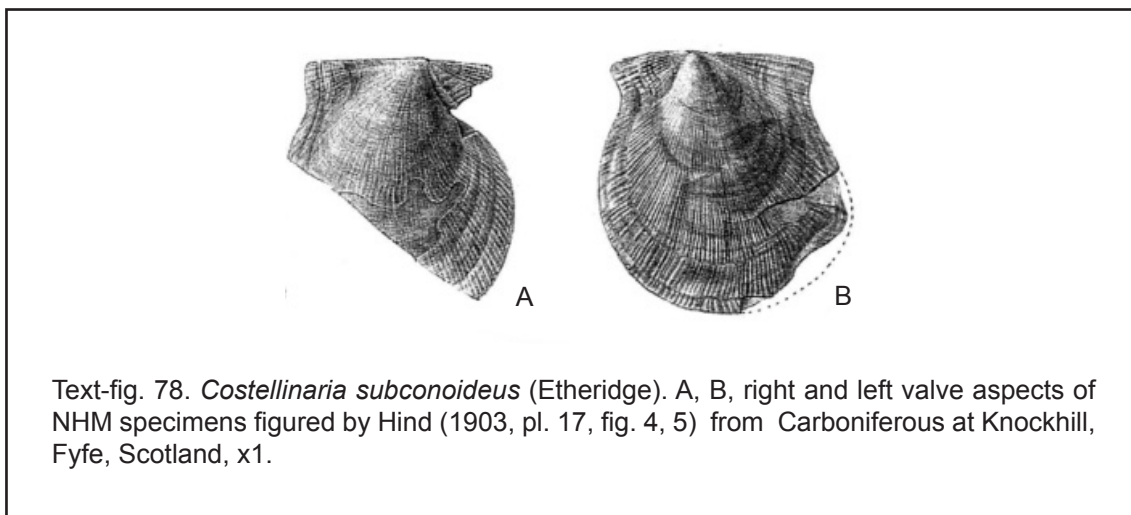 A
B
Text-fig. 78. Costellinaria subconoideus (Etheridge). A, B, right and left valve aspects of
NHM specimens figured by Hind (1903, pl. 17, fig. 4, 5) from Carboniferous at Knockhill,
Fyfe, Scotland, x1.